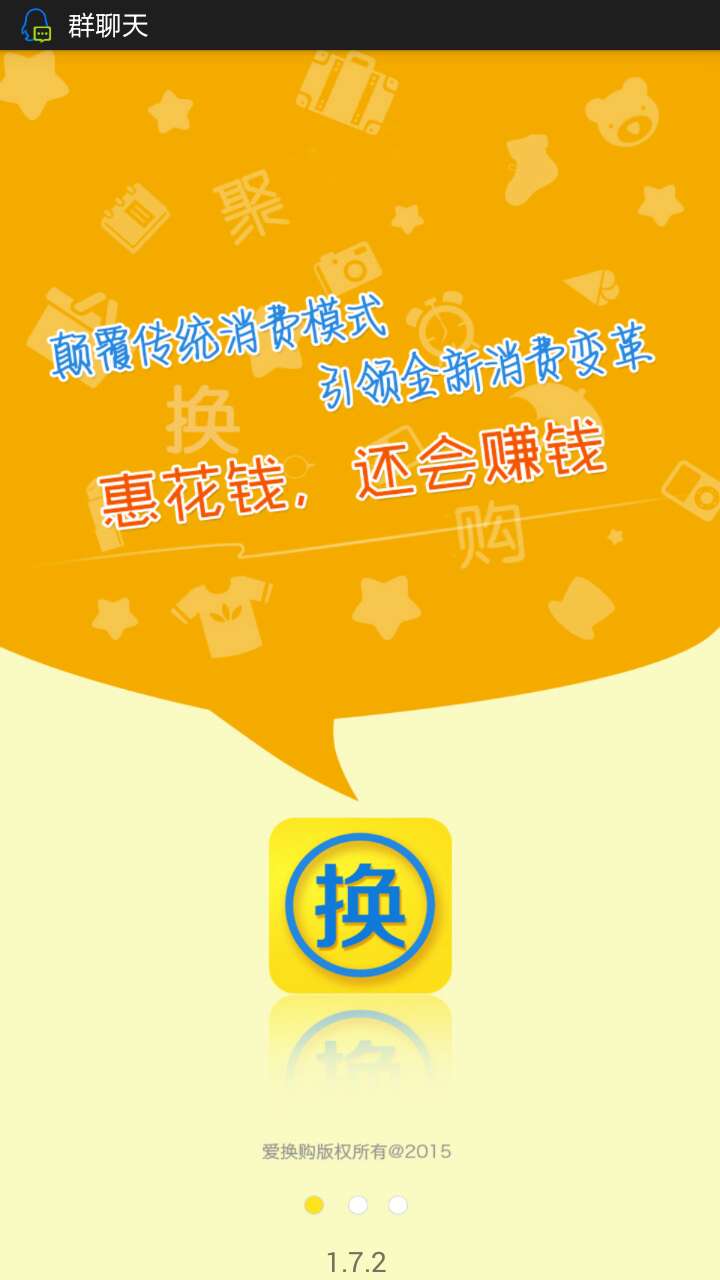 群聊天
聚
颠覆传统消费模式
引领全新消费变革
换
惠花钱，还会赚钱
购
换
换
爱换购版权所有@2015
1.7.2